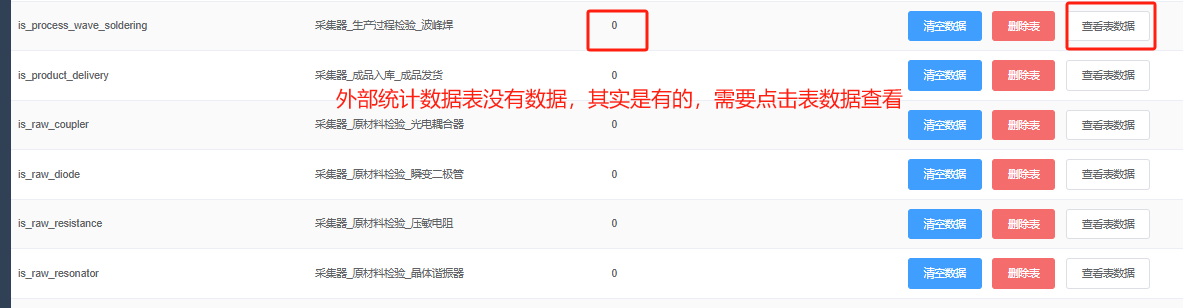 is_process_wave_soldering 采集器_生产过程检验_波峰焊 0 清空数据 删除表 查看表数据
is_product_delivery 采集器_成品入库_成品发货 0 清空数据 删除表 查看表数据
外部统计数据表没有数据，其实是有的，需要点击表数据查看
is_raw_coupler 采集器_原材料检验_光电耦合器 0 清空数据 删除表 查看表数据
is_raw_diode 采集器_原材料检验_瞬变二极管 0 清空数据 删除表 查看表数据
is_raw_resistance 采集器_原材料检验_压敏电阻 0 清空数据 删除表 查看表数据
is_raw_resonator 采集器_原材料检验_晶体谐振器 0 清空数据 删除表 查看表数据